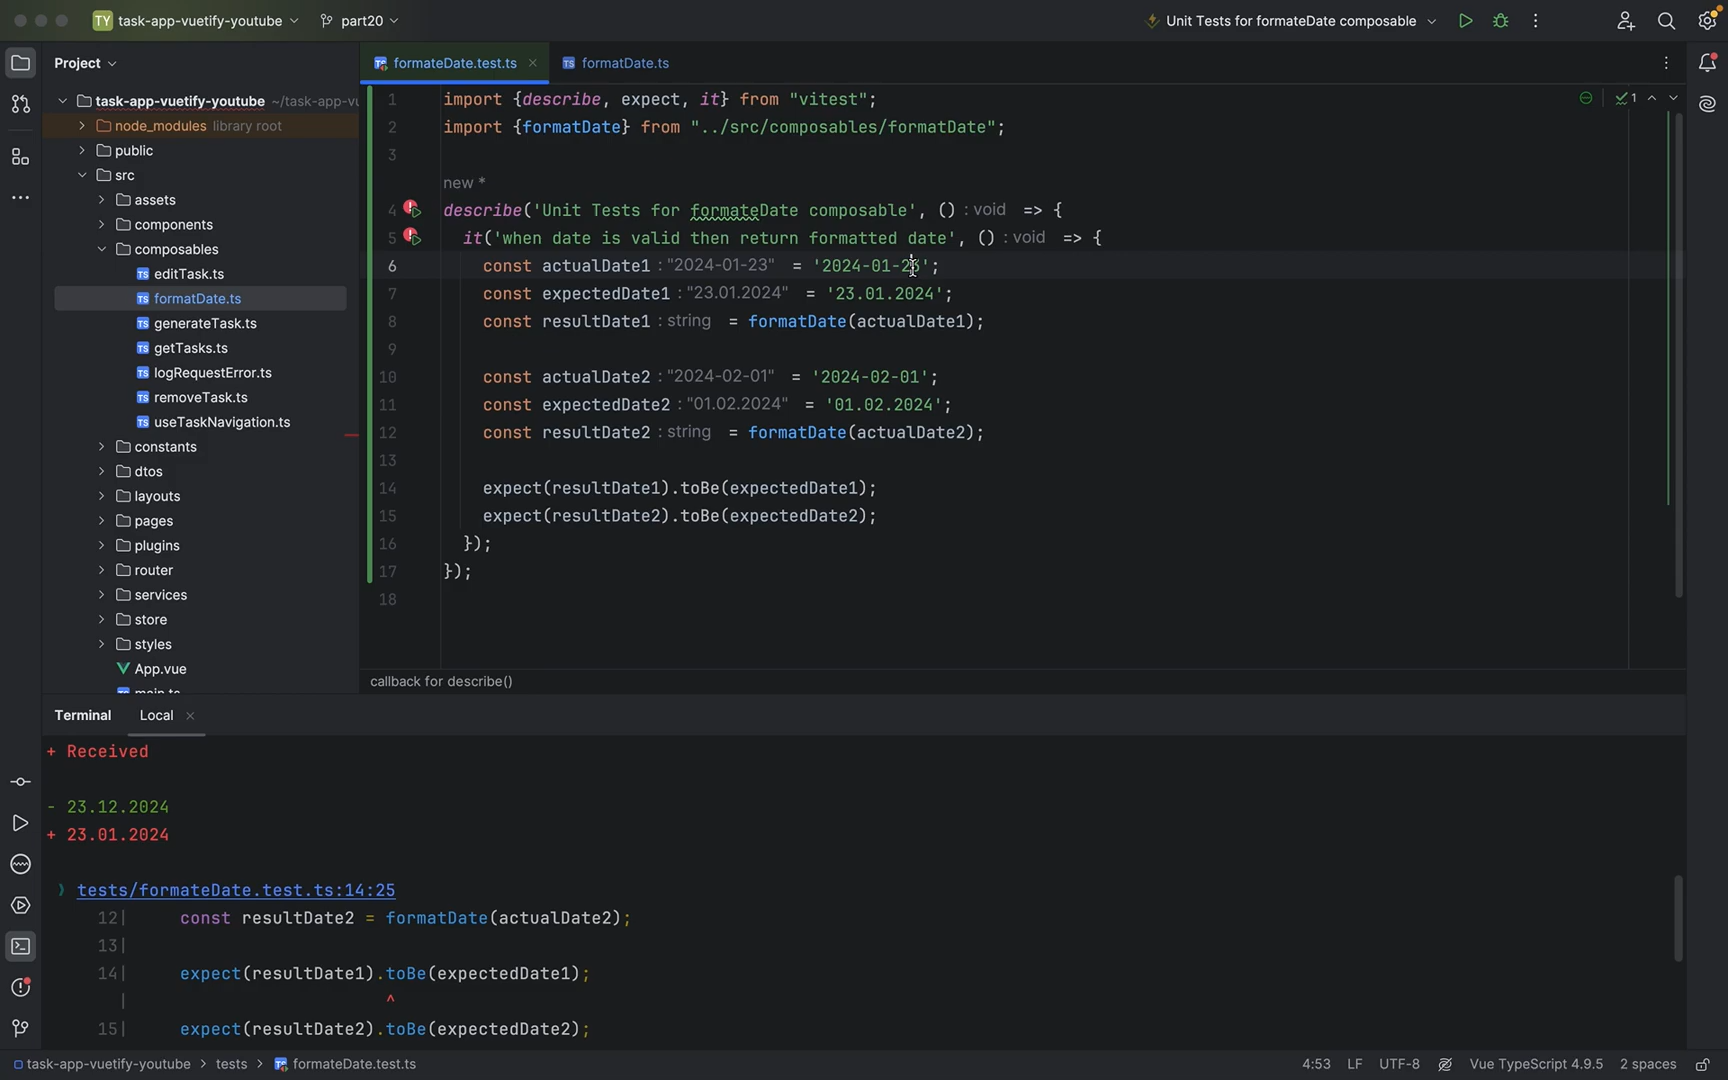 TY task-app-vuetify-youtube part20 Unit Tests for formateDate composable
Project
formateDate.test.ts
formatDate.ts
task-app-vuetify-youtube ~/task-app-vu
node_modules library root
public
src
assets
components
composables
editTask.ts
formatDate.ts
generateTask.ts
getTasks.ts
logRequestError.ts
removeTask.ts
useTaskNavigation.ts
constants
dtos
layouts
pages
plugins
router
services
store
styles
App.vue
main.ts
1 import {describe, expect, it} from "vitest";
2 import {formatDate} from "../src/composables/formatDate";
3
new *
4 describe('Unit Tests for formateDate composable', () : void => {
5 it('when date is valid then return formatted date', () : void => {
6 const actualDate1 : "2024-01-23" = '2024-01-23';
7 const expectedDate1 : "23.01.2024" = '23.01.2024';
8 const resultDate1 : string = formatDate(actualDate1);
9
10 const actualDate2 : "2024-02-01" = '2024-02-01';
11 const expectedDate2 : "01.02.2024" = '01.02.2024';
12 const resultDate2 : string = formatDate(actualDate2);
13
14 expect(resultDate1).toBe(expectedDate1);
15 expect(resultDate2).toBe(expectedDate2);
16 });
17 });
18
1
callback for describe()
Terminal Local
+ Received
- 23.12.2024
+ 23.01.2024
❯ tests/formateDate.test.ts:14:25
12| const resultDate2 = formatDate(actualDate2);
13|
14| expect(resultDate1).toBe(expectedDate1);
| ^
15| expect(resultDate2).toBe(expectedDate2);
task-app-vuetify-youtube > tests > formateDate.test.ts 4:53 LF UTF-8 Vue TypeScript 4.9.5 2 spaces